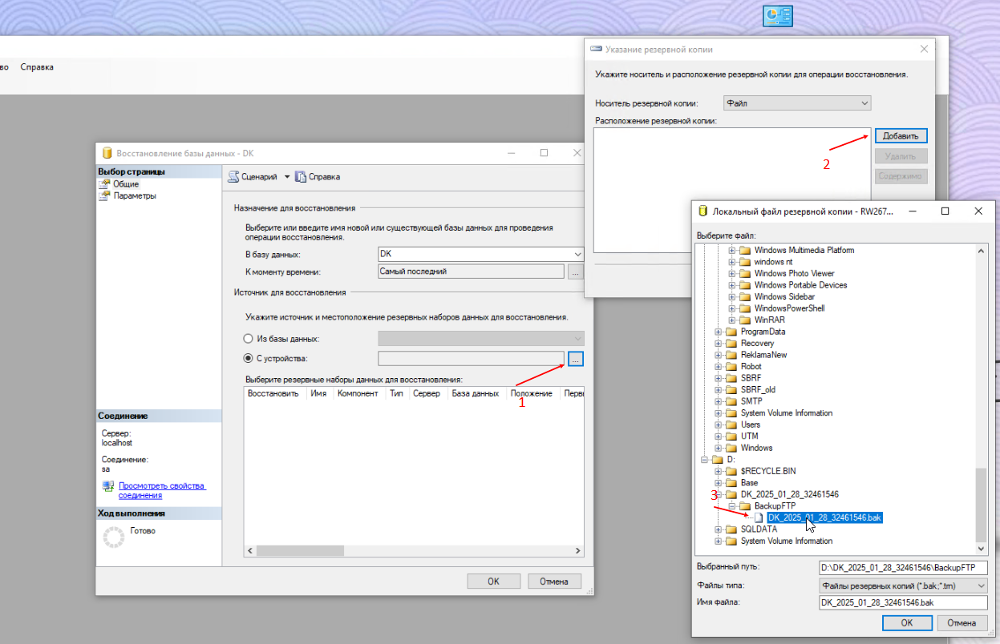 во Справка
Указание резервной копии
Укажите носитель и расположение резервной копии для операции восстановления.
Носитель резервной копии: Файл
Расположение резервной копии:
Добавить
Удалить
Содержимо
2
Восстановление базы данных - DK
Выбор страницы
Общие
Параметры
Сценарий Справка
Назначение для восстановления
Выберите или введите имя новой или существующей базы данных для проведения
операции восстановления.
В базу данных: DK
К моменту времени: Самый последний ...
Источник для восстановления
Укажите источник и местоположение резервных наборов данных для восстановления.
Из базы данных:
С устройства: ...
Выберите резервные наборы данных для восстановления:
Восстановить Имя Компонент Тип Сервер База данных Положение Перв
1
Соединение
Сервер:
localhost
Соединение:
sa
Просмотреть свойства
соединения
Ход выполнения
Готово
OK Отмена
Локальный файл резервной копии - RW267...
Выберите файл:
Windows Multimedia Platform
windows nt
Windows Photo Viewer
Windows Portable Devices
Windows Sidebar
WindowsPowerShell
WinRAR
ProgramData
Recovery
ReklamaNew
Robot
SBRF
SBRF_old
SMTP
System Volume Information
Users
UTM
Windows
D:
$RECYCLE.BIN
Base
DK_2025_01_28_32461546
3
BackupFTP
DK_2025_01_28_32461546.bak
SQLDATA
System Volume Information
Выбранный путь: D:\DK_2025_01_28_32461546\BackupFTP
Файлы типа: Файлы резервных копий (*.bak;*.trn)
Имя файла: DK_2025_01_28_32461546.bak
OK Отмена